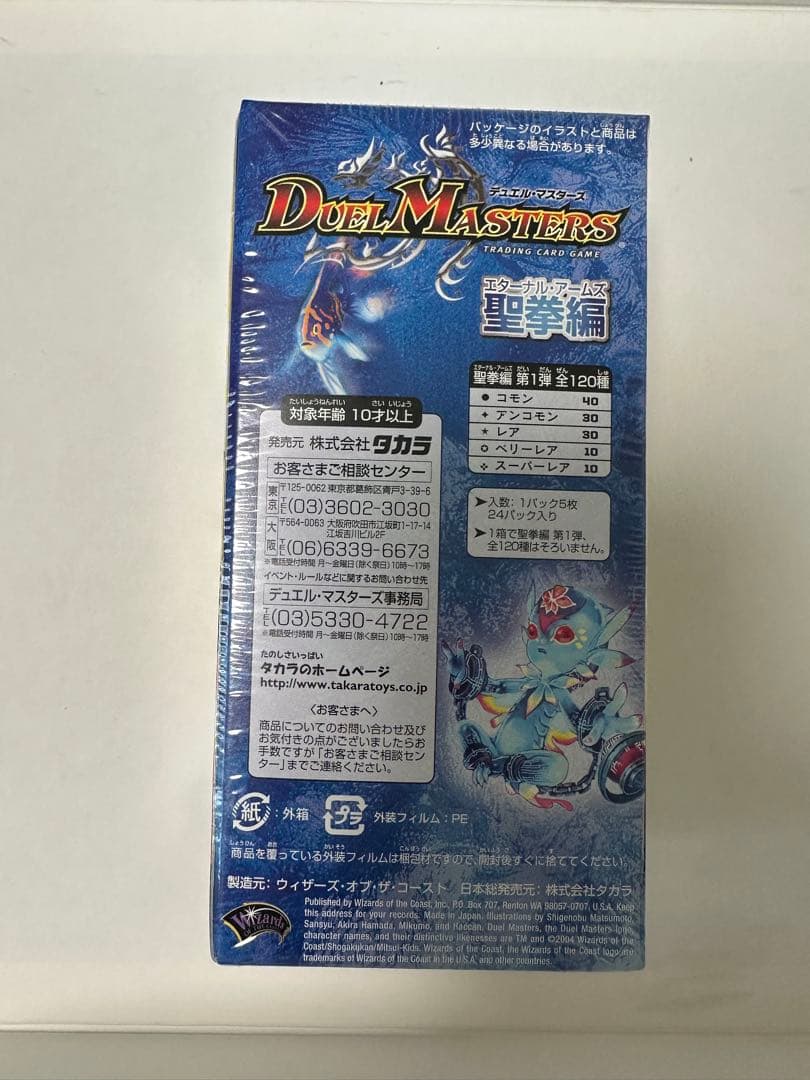 パッケージのイラストと商品は
多少異なる場合があります。
デュエル・マスターズ
DUEL MASTERS
TRADING CARD GAME
エターナル・アームズ
聖拳編
聖拳編 第1弾 全120種
● コモン 40
✦ アンコモン 30
★ レア 30
✪ ベリーレア 10
❖ スーパーレア 10
➤入数:1パック5枚
24パック入り
➤1箱で聖拳編 第1弾、
全120種はそろいません。
たいしょうねんれい さい いじょう
対象年齢 10才以上
発売元 株式会社タカラ
お客さまご相談センター
東京 〒125-0062 東京都葛飾区青戸3-39-6
TEL (03)3602-3030
大阪 〒564-0063 大阪府吹田市江坂町1-17-14
江坂吉川ビル2F
TEL (06)6339-6673
※電話受付時間 月〜金曜日(除く祭日)10時〜17時
イベント・ルールなどに関するお問い合わせ先
デュエル・マスターズ事務局
TEL (03)5330-4722
※電話受付時間 月〜金曜日(除く祭日)10時〜17時
たのしさいっぱい
タカラのホームページ
http://www.takaratoys.co.jp
〈お客さまへ〉
商品についてのお問い合わせ及び
お気付きの点がございましたらお
手数ですが「お客さまご相談セン
ター」までご連絡ください。
紙:外箱 プラ 外装フィルム:PE
商品を覆っている外装フィルムは梱包材ですので、開封後すぐに捨ててください。
製造元:ウィザーズ・オブ・ザ・コースト 日本総発売元:株式会社タカラ
Wizards OF THE COAST
Published by Wizards of the Coast, Inc., P.O. Box 707, Renton WA 98057-0707, U.S.A. Keep
this address for your records. Made in Japan. Illustrations by Shigenobu Matsumoto,
Sansyu, Akira Hamada, Mikumo, and Haccan. Duel Masters, the Duel Masters logo,
character names, and their distinctive likenesses are TM and ©2004 Wizards of the
Coast/Shogakukan/Mitsui-Kids. Wizards of the Coast, the Wizards of the Coast logo are
trademarks of Wizards of the Coast in the U.S.A. and other countries.